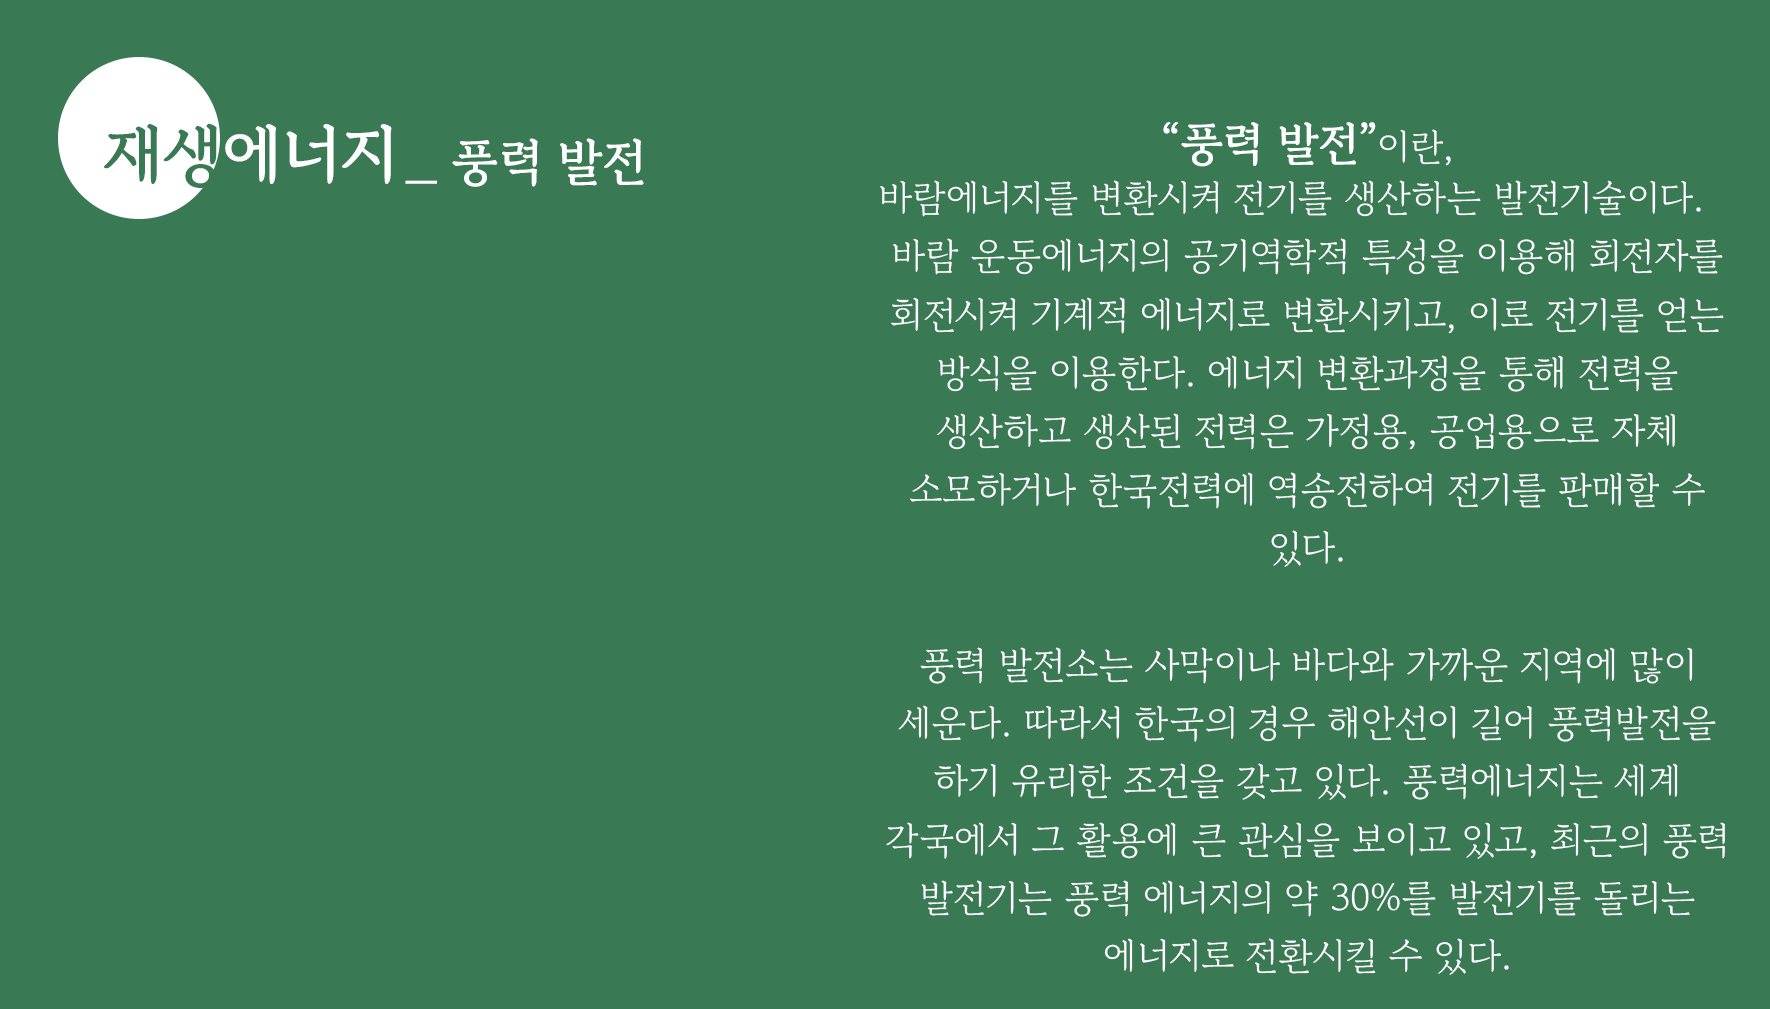 재생에너지_ 풍력 발전
“풍력 발전”이란,
바람에너지를 변환시켜 전기를 생산하는 발전기술이다.
바람 운동에너지의 공기역학적 특성을 이용해 회전자를
회전시켜 기계적 에너지로 변환시키고, 이로 전기를 얻는
방식을 이용한다. 에너지 변환과정을 통해 전력을
생산하고 생산된 전력은 가정용, 공업용으로 자체
소모하거나 한국전력에 역송전하여 전기를 판매할 수
있다.
풍력 발전소는 사막이나 바다와 가까운 지역에 많이
세운다. 따라서 한국의 경우 해안선이 길어 풍력발전을
하기 유리한 조건을 갖고 있다. 풍력에너지는 세계
각국에서 그 활용에 큰 관심을 보이고 있고, 최근의 풍력
발전기는 풍력 에너지의 약 30%를 발전기를 돌리는
에너지로 전환시킬 수 있다.